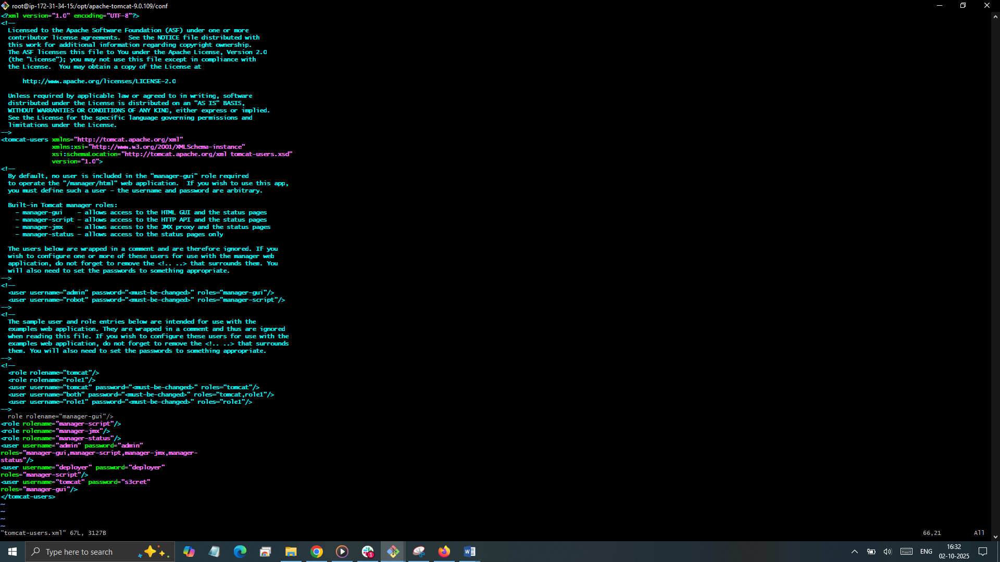 root@ip-172-31-34-15:/opt/apache-tomcat-9.0.109/conf
<?xml version="1.0" encoding="UTF-8"?>
<!--
  Licensed to the Apache Software Foundation (ASF) under one or more
  contributor license agreements.  See the NOTICE file distributed with
  this work for additional information regarding copyright ownership.
  The ASF licenses this file to You under the Apache License, Version 2.0
  (the "License"); you may not use this file except in compliance with
  the License.  You may obtain a copy of the License at
      http://www.apache.org/licenses/LICENSE-2.0
  Unless required by applicable law or agreed to in writing, software
  distributed under the License is distributed on an "AS IS" BASIS,
  WITHOUT WARRANTIES OR CONDITIONS OF ANY KIND, either express or implied.
  See the License for the specific language governing permissions and
  limitations under the License.
-->
<tomcat-users xmlns="http://tomcat.apache.org/xml"
              xmlns:xsi="http://www.w3.org/2001/XMLSchema-instance"
              xsi:schemaLocation="http://tomcat.apache.org/xml tomcat-users.xsd"
              version="1.0">
<!--
  By default, no user is included in the "manager-gui" role required
  to operate the "/manager/html" web application.  If you wish to use this app,
  you must define such a user - the username and password are arbitrary.
  Built-in Tomcat manager roles:
    - manager-gui    - allows access to the HTML GUI and the status pages
    - manager-script - allows access to the HTTP API and the status pages
    - manager-jmx    - allows access to the JMX proxy and the status pages
    - manager-status - allows access to the status pages only
  The users below are wrapped in a comment and are therefore ignored. If you
  wish to configure one or more of these users for use with the manager web
  application, do not forget to remove the <!.. ..> that surrounds them. You
  will also need to set the passwords to something appropriate.
-->
<!--
  <user username="admin" password="<must-be-changed>" roles="manager-gui"/>
  <user username="robot" password="<must-be-changed>" roles="manager-script"/>
-->
<!--
  The sample user and role entries below are intended for use with the
  examples web application. They are wrapped in a comment and thus are ignored
  when reading this file. If you wish to configure these users for use with the
  examples web application, do not forget to remove the <!.. ..> that surrounds
  them. You will also need to set the passwords to something appropriate.
-->
<!--
  <role rolename="tomcat"/>
  <role rolename="role1"/>
  <user username="tomcat" password="<must-be-changed>" roles="tomcat"/>
  <user username="both" password="<must-be-changed>" roles="tomcat,role1"/>
  <user username="role1" password="<must-be-changed>" roles="role1"/>
-->
  role rolename="manager-gui"/>
<role rolename="manager-script"/>
<role rolename="manager-jmx"/>
<role rolename="manager-status"/>
<user username="admin" password="admin"
roles="manager-gui,manager-script,manager-jmx,manager-
status"/>
<user username="deployer" password="deployer"
roles="manager-script"/>
<user username="tomcat" password="s3cret"
roles="manager-gui"/>
</tomcat-users>
~
~
~
~
"tomcat-users.xml" 67L, 3127B 66,21 All
Type here to search
1
ENG
16:32
02-10-2025